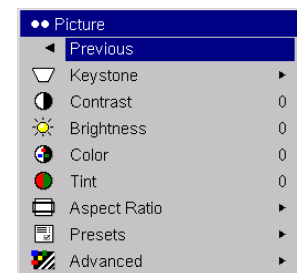 Picture
Previous
Keystone
Contrast 0
Brightness 0
Color 0
Tint 0
Aspect Ratio
Presets
Advanced